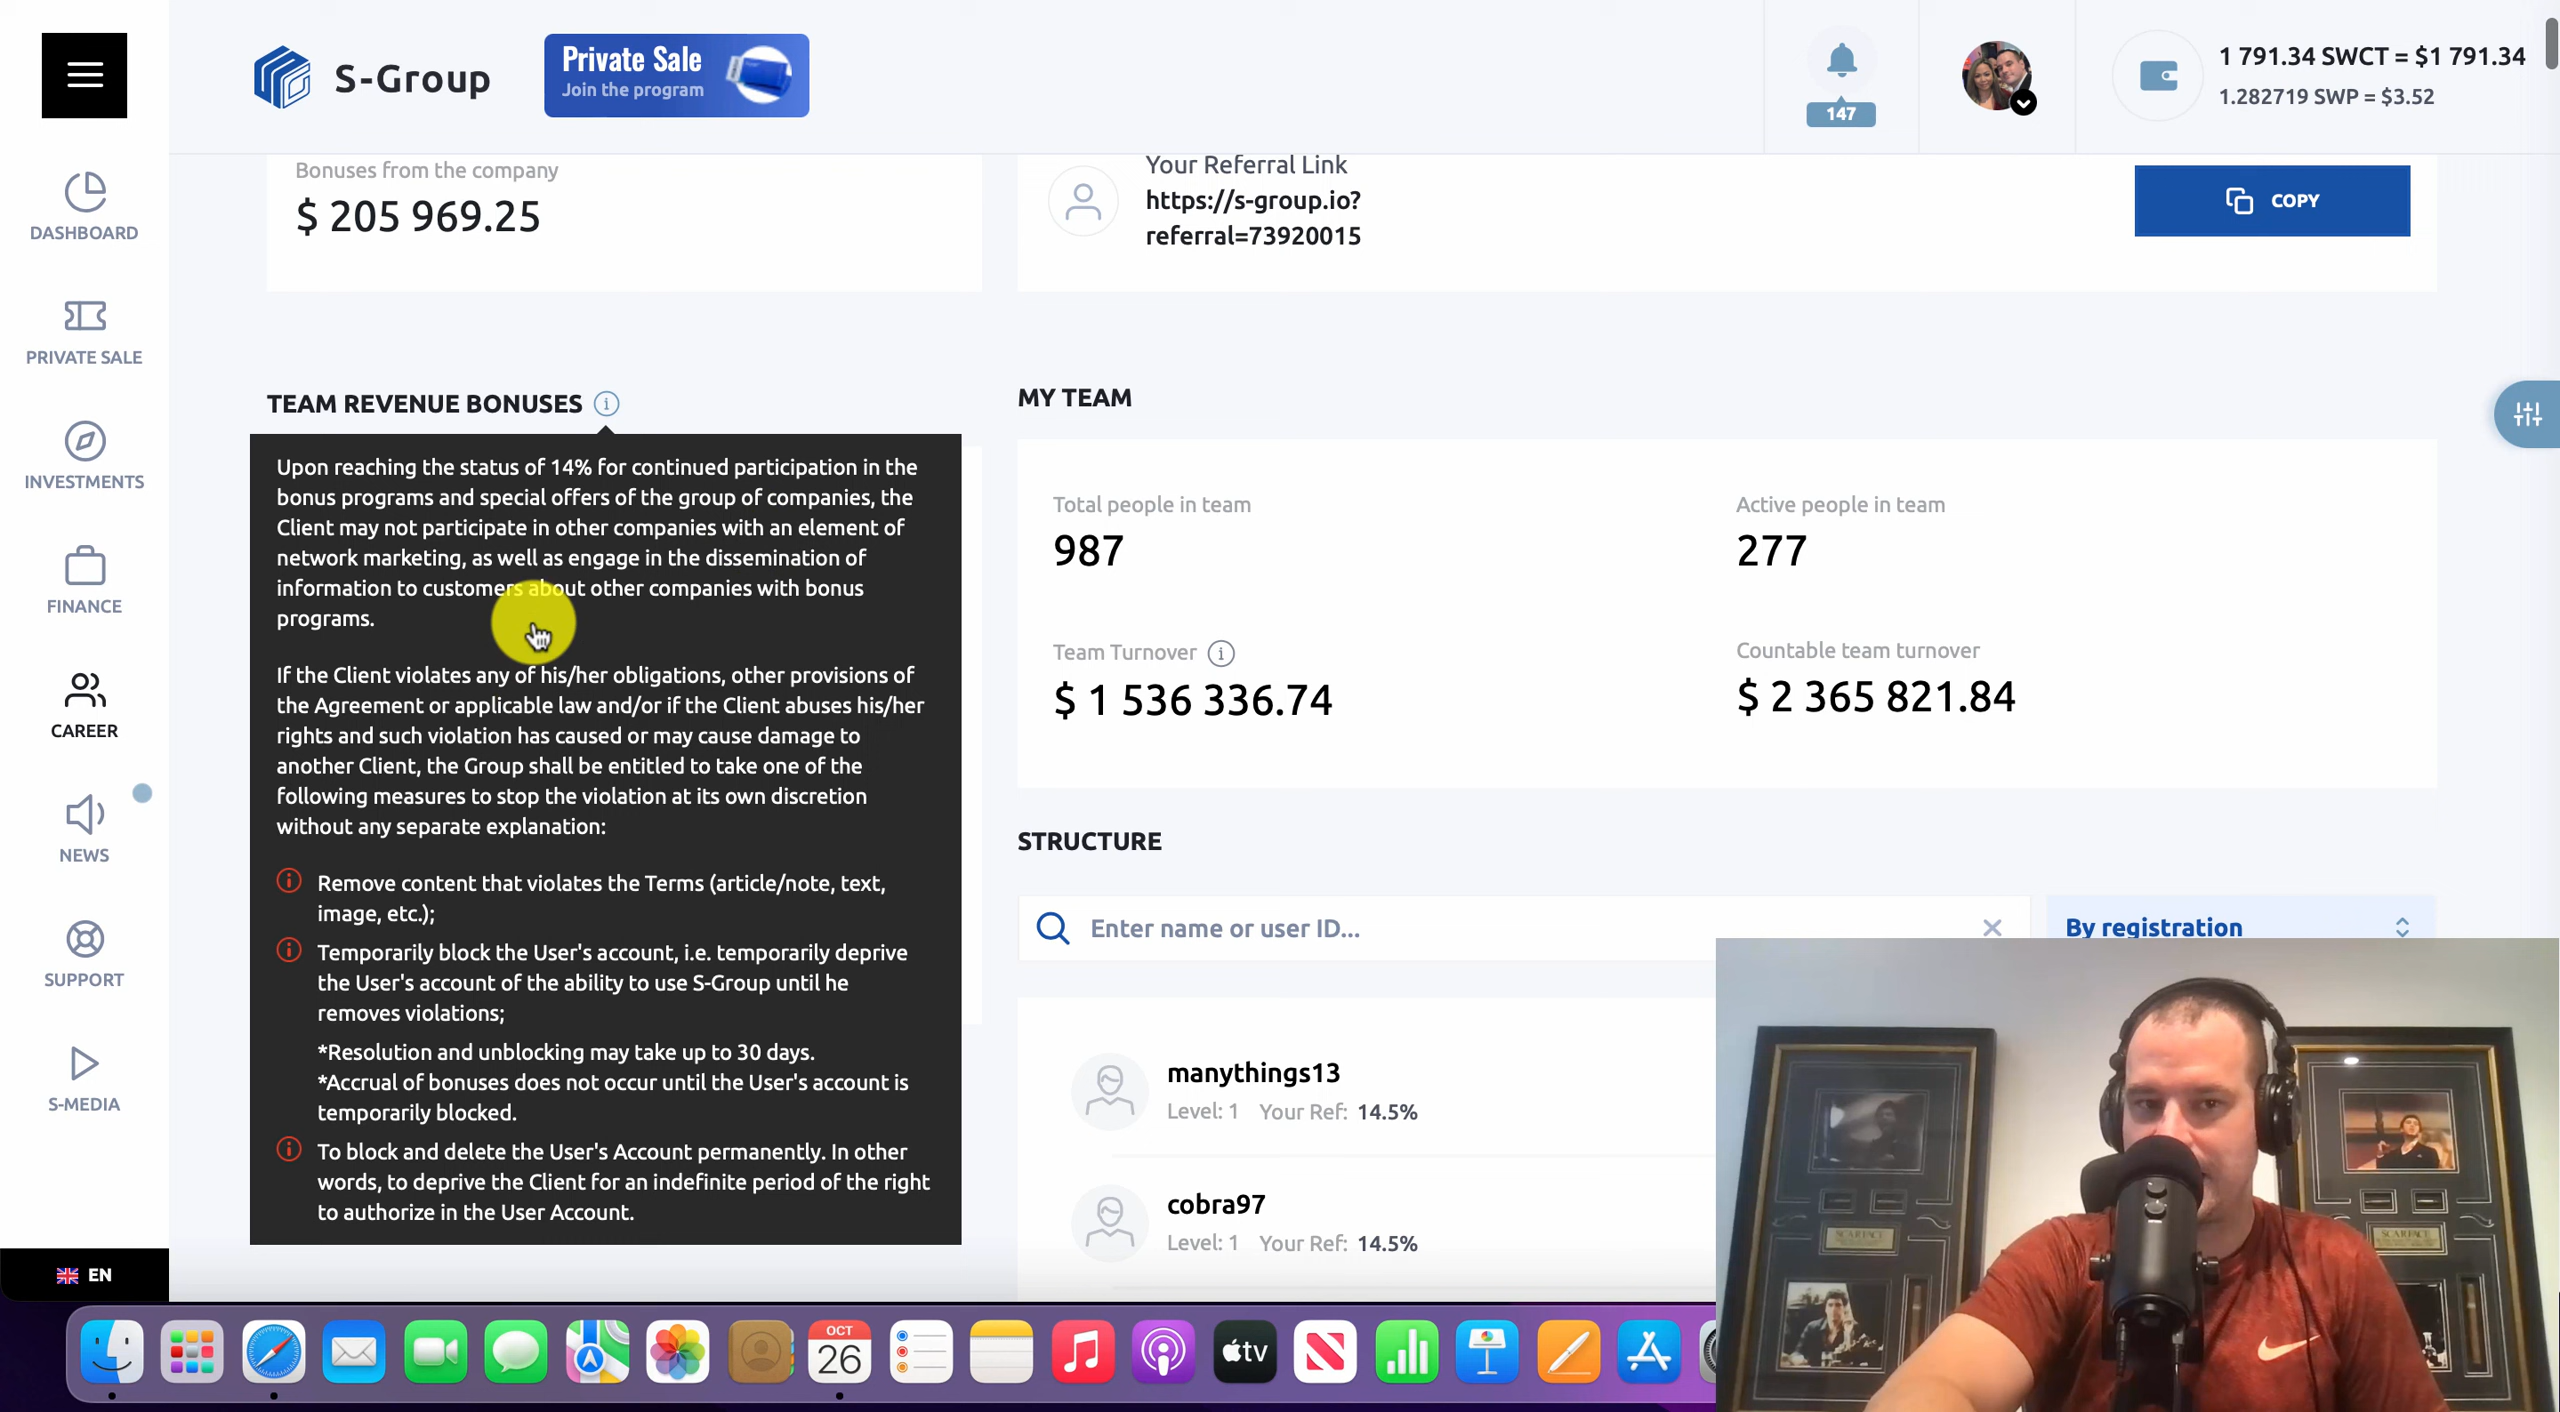 S-Group
Private Sale
Join the program
147
1 791.34 SWCT = $1 791.34
1.282719 SWP = $3.52
DASHBOARD
PRIVATE SALE
INVESTMENTS
FINANCE
CAREER
NEWS
SUPPORT
S-MEDIA
EN
Bonuses from the company
$ 205 969.25
Your Referral Link
https://s-group.io?
referral=73920015
COPY
TEAM REVENUE BONUSES
Upon reaching the status of 14% for continued participation in the
bonus programs and special offers of the group of companies, the
Client may not participate in other companies with an element of
network marketing, as well as engage in the dissemination of
information to customers about other companies with bonus
programs.
If the Client violates any of his/her obligations, other provisions of
the Agreement or applicable law and/or if the Client abuses his/her
rights and such violation has caused or may cause damage to
another Client, the Group shall be entitled to take one of the
following measures to stop the violation at its own discretion
without any separate explanation:
Remove content that violates the Terms (article/note, text,
image, etc.);
Temporarily block the User's account, i.e. temporarily deprive
the User's account of the ability to use S-Group until he
removes violations;
*Resolution and unblocking may take up to 30 days.
*Accrual of bonuses does not occur until the User's account is
temporarily blocked.
To block and delete the User's Account permanently. In other
words, to deprive the Client for an indefinite period of the right
to authorize in the User Account.
MY TEAM
Total people in team
987
Active people in team
277
Team Turnover
$ 1 536 336.74
Countable team turnover
$ 2 365 821.84
STRUCTURE
Enter name or user ID...
By registration
manythings13
Level: 1 Your Ref: 14.5%
cobra97
Level: 1 Your Ref: 14.5%
SCARFACE
SCARFACE
OCT
26
tv